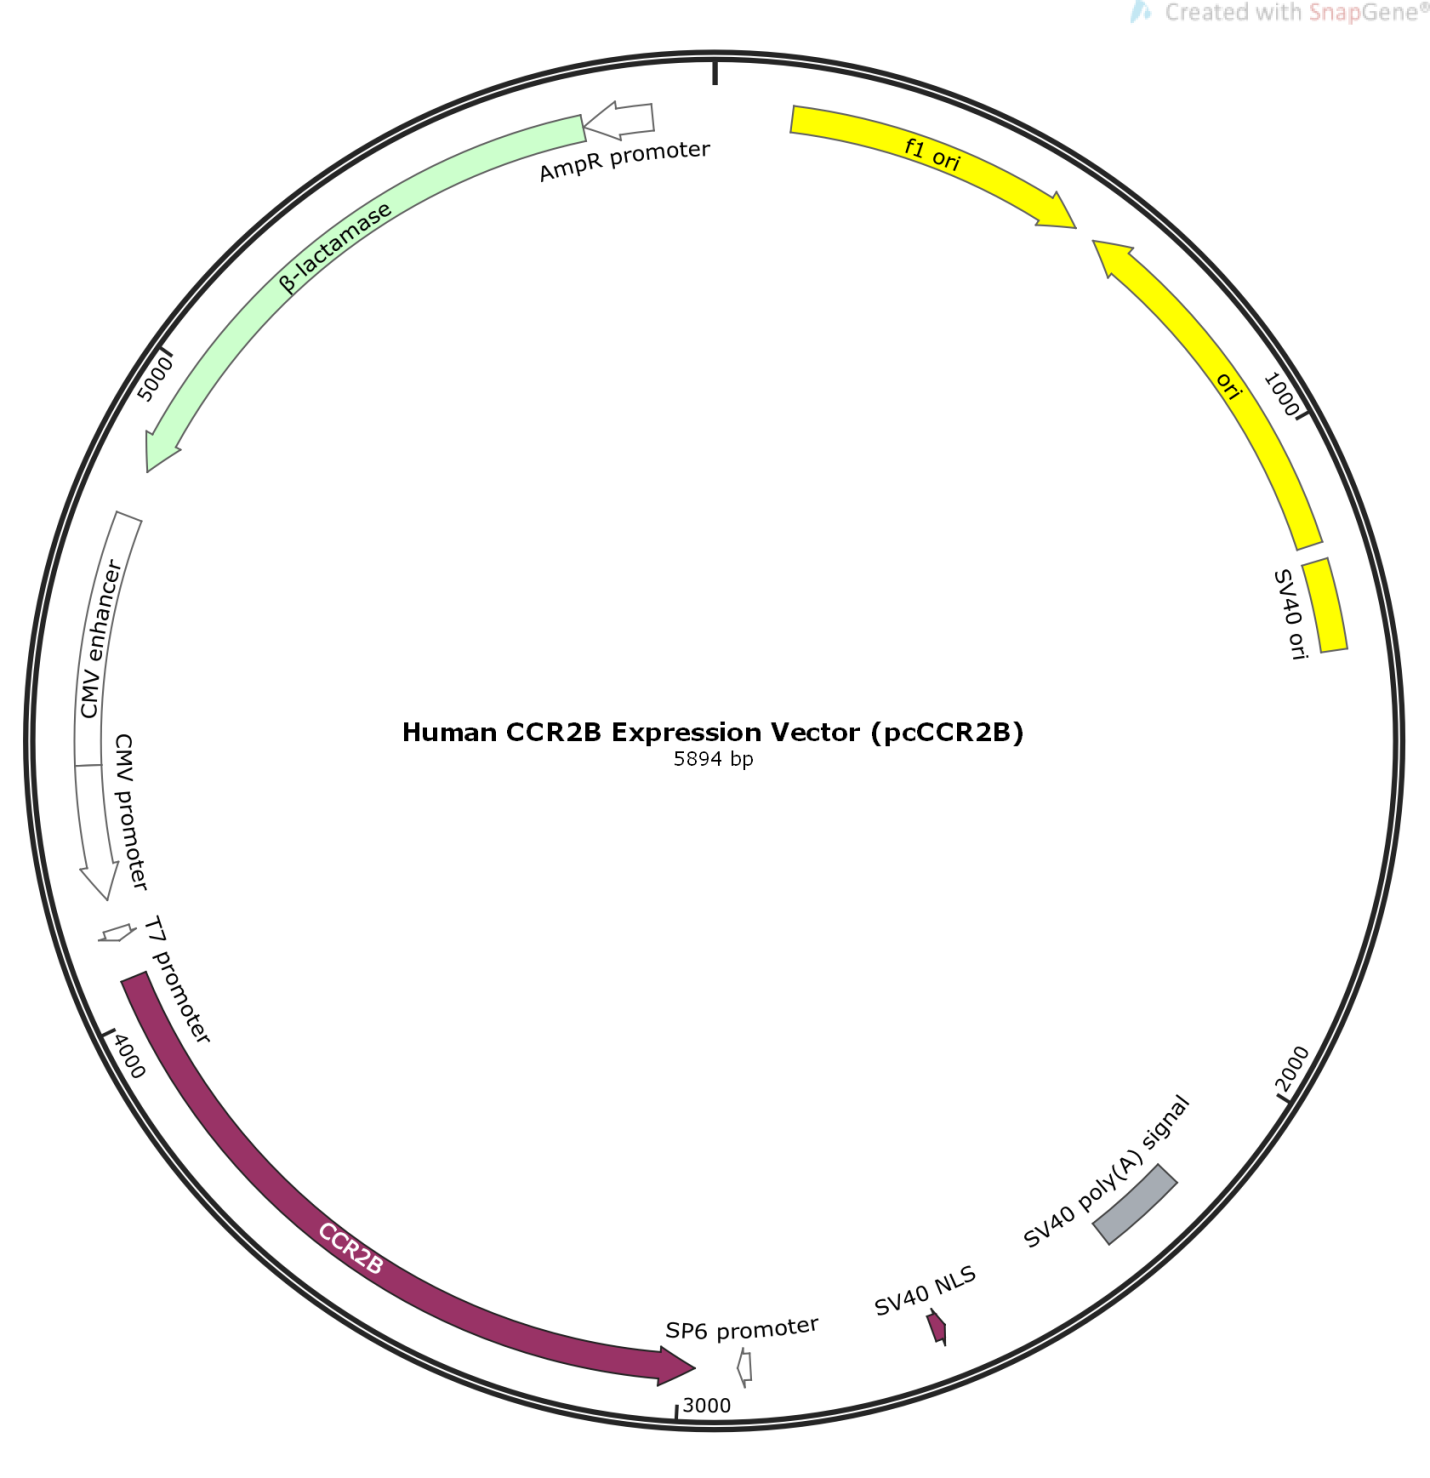 Created with SnapGene®
AmpR promoter
f1 ori
β-lactamase
5000
ori
1000
CMV enhancer
SV40 ori
Human CCR2B Expression Vector (pcCCR2B)
5894 bp
CMV promoter
T7 promoter
4000
2000
SV40 poly(A) signal
CCR2B
SV40 NLS
SP6 promoter
3000